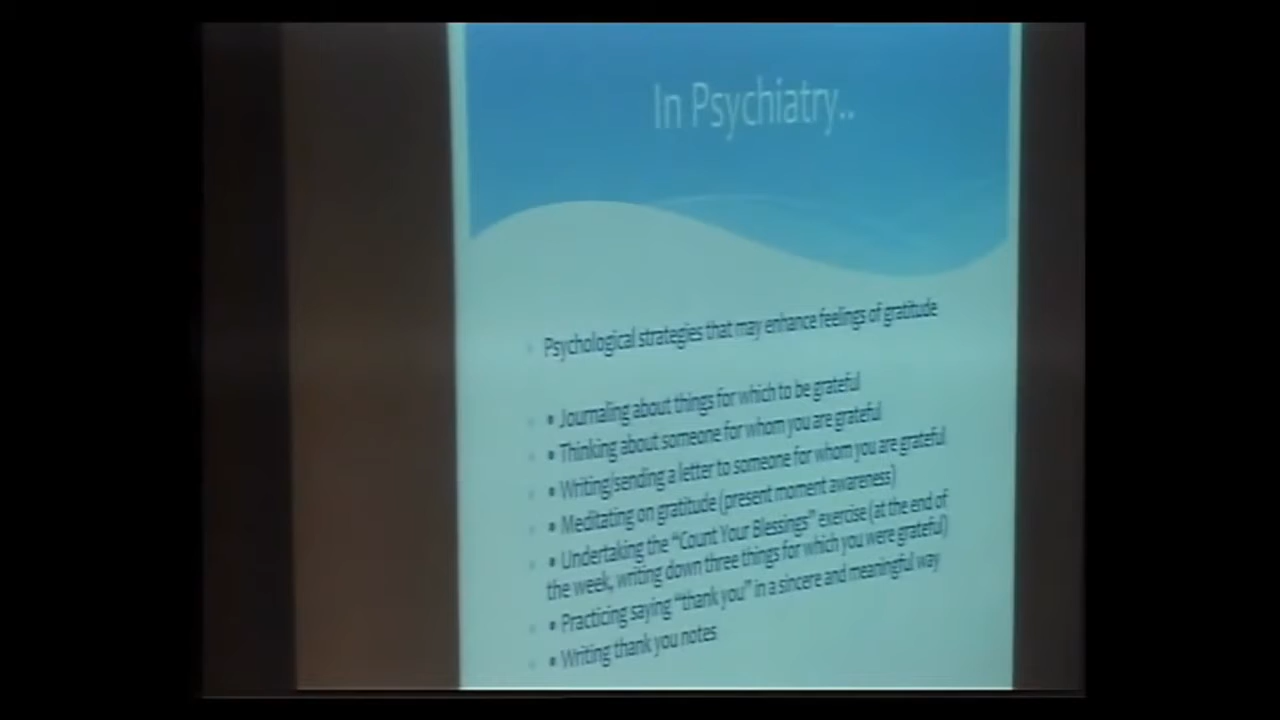 In Psychiatry..
Psychological strategies that may enhance feelings of gratitude
• Journaling about things for which to be grateful
• Thinking about someone for whom you are grateful
• Writing/sending a letter to someone for whom you are grateful
• Meditating on gratitude (present moment awareness)
• Undertaking the “Count Your Blessings” exercise (at the end of
the week, writing down three things for which you were grateful)
• Practicing saying “thank you” in a sincere and meaningful way
• Writing thank you notes